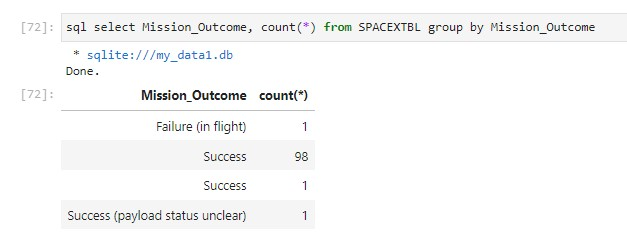 [72]: sql select Mission_Outcome, count(*) from SPACEXTBL group by Mission_Outcome
* sqlite:///my_data1.db
Done.
[72]: Mission_Outcome count(*)
Failure (in flight) 1
Success 98
Success 1
Success (payload status unclear) 1